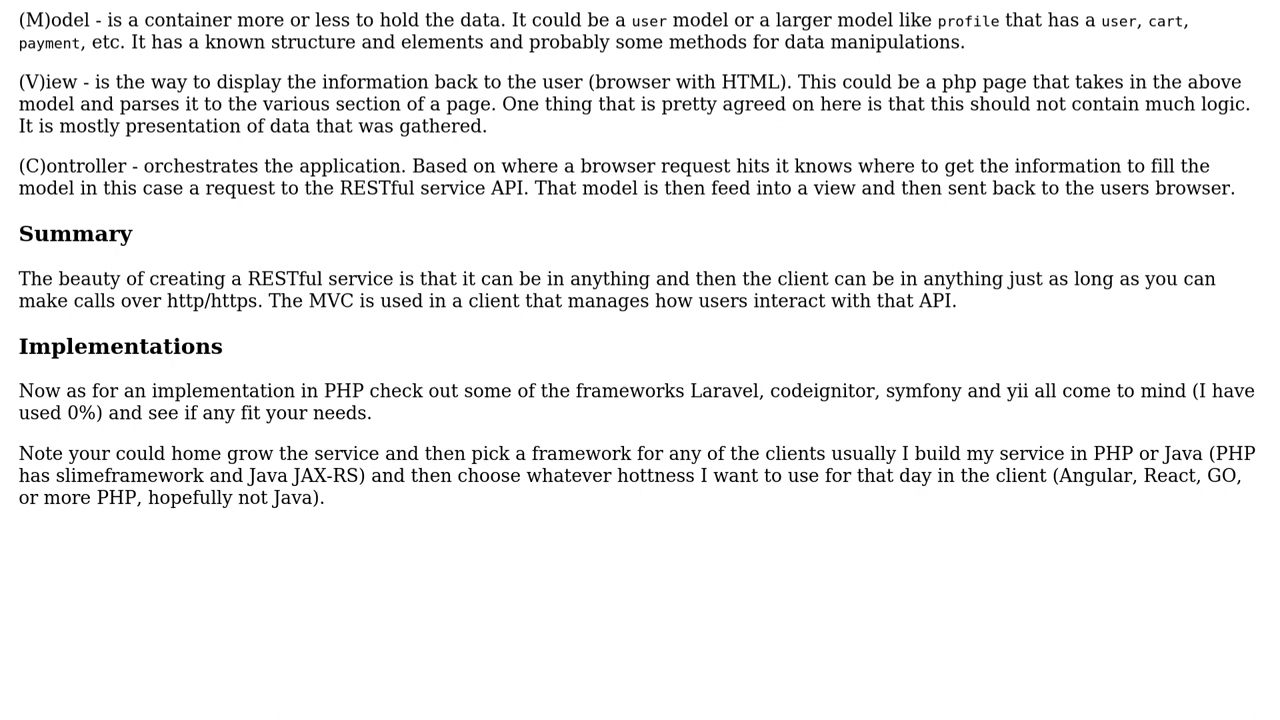 (M)odel - is a container more or less to hold the data. It could be a user model or a larger model like profile that has a user, cart,
payment, etc. It has a known structure and elements and probably some methods for data manipulations.
(V)iew - is the way to display the information back to the user (browser with HTML). This could be a php page that takes in the above
model and parses it to the various section of a page. One thing that is pretty agreed on here is that this should not contain much logic.
It is mostly presentation of data that was gathered.
(C)ontroller - orchestrates the application. Based on where a browser request hits it knows where to get the information to fill the
model in this case a request to the RESTful service API. That model is then feed into a view and then sent back to the users browser.
Summary
The beauty of creating a RESTful service is that it can be in anything and then the client can be in anything just as long as you can
make calls over http/https. The MVC is used in a client that manages how users interact with that API.
Implementations
Now as for an implementation in PHP check out some of the frameworks Laravel, codeignitor, symfony and yii all come to mind (I have
used 0%) and see if any fit your needs.
Note your could home grow the service and then pick a framework for any of the clients usually I build my service in PHP or Java (PHP
has slimeframework and Java JAX-RS) and then choose whatever hottness I want to use for that day in the client (Angular, React, GO,
or more PHP, hopefully not Java).